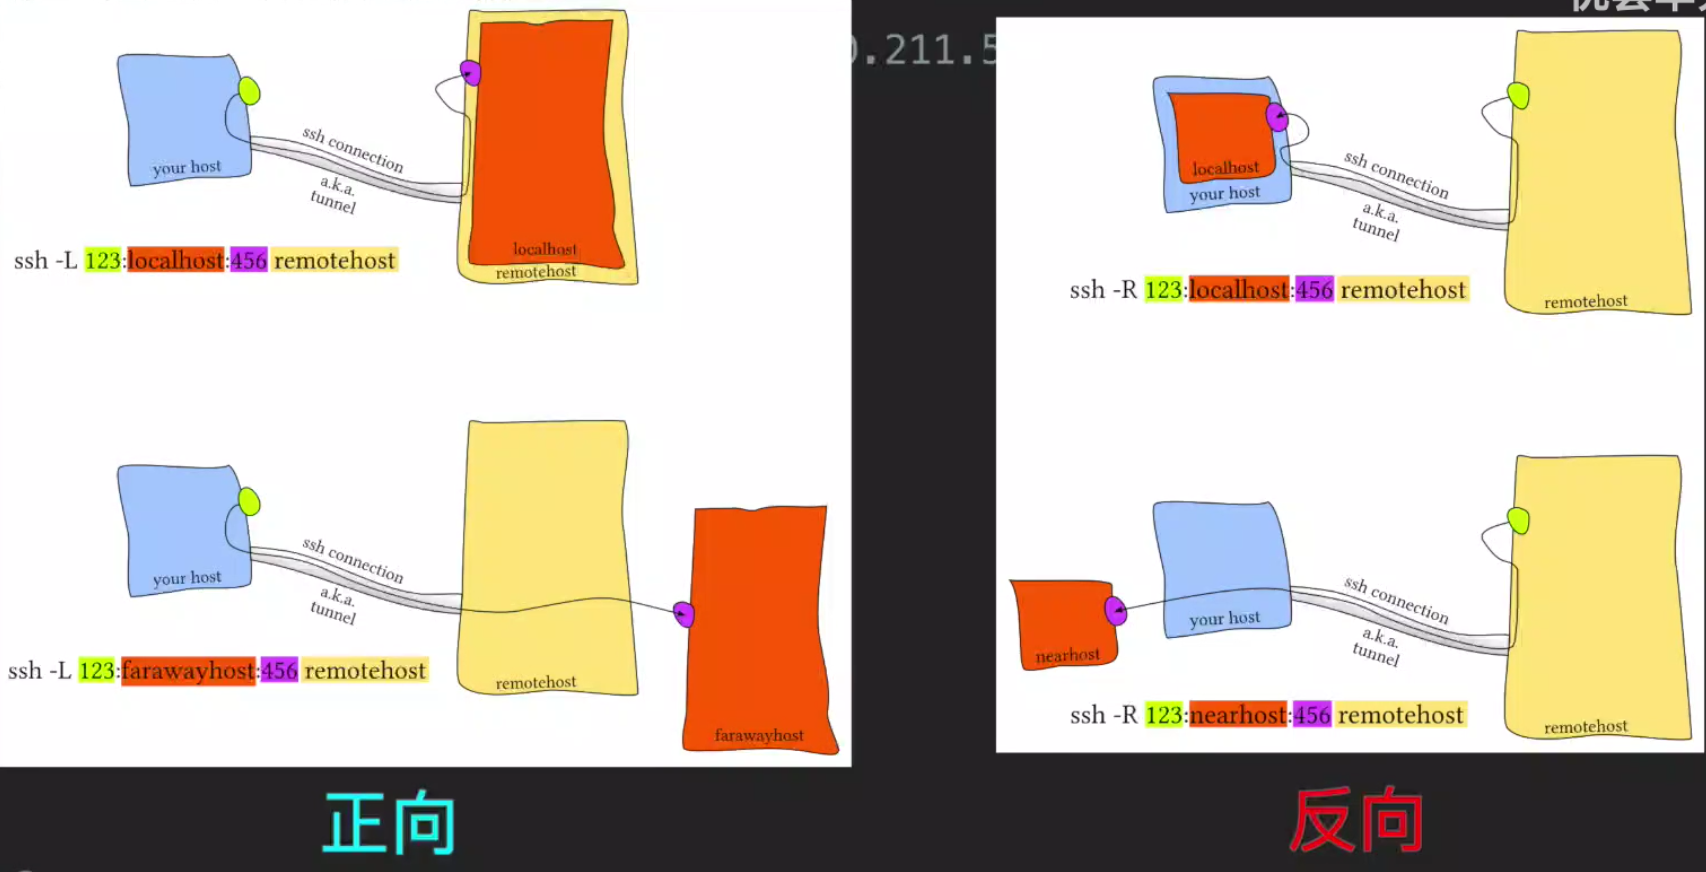 your host
ssh connection
a.k.a.
tunnel
localhost
remotehost
ssh -L 123:localhost:456 remotehost
your host
ssh connection
a.k.a.
tunnel
remotehost
farawayhost
ssh -L 123:farawayhost:456 remotehost
正向
.211.5
localhost
your host
ssh connection
a.k.a.
tunnel
remotehost
ssh -R 123:localhost:456 remotehost
nearhost
your host
ssh connection
a.k.a.
tunnel
remotehost
ssh -R 123:nearhost:456 remotehost
反向